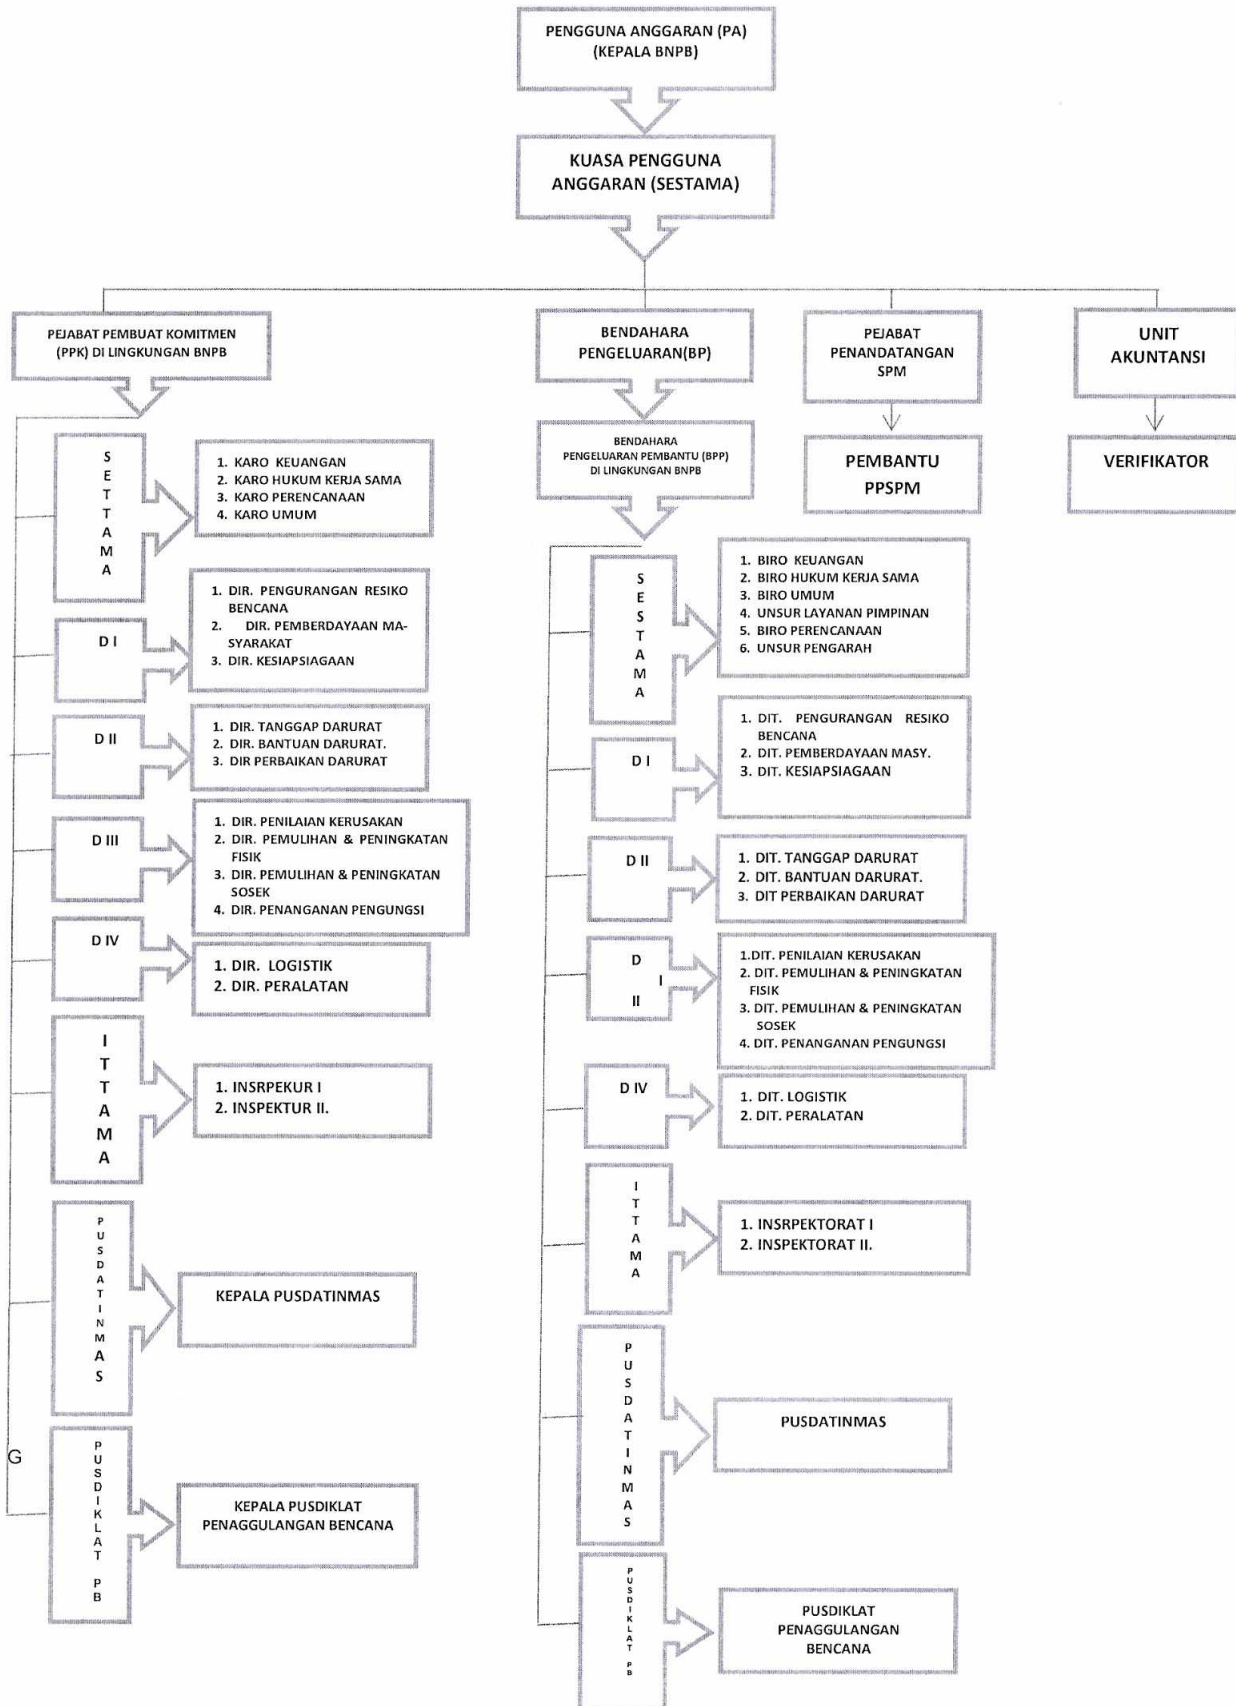 PENGGUNA ANGGARAN (PA)
(KEPALA BNPB)
KUASA PENGGUNA
ANGGARAN (SESTAMA)
PEJABAT PEMBUAT KOMITMEN
(PPK) DI LINGKUNGAN BNPB
BENDAHARA
PENGELUARAN(BP)
PEJABAT
PENANDATANGAN
SPM
UNIT
AKUNTANSI
BENDAHARA
PENGELUARAN PEMBANTU (BPP)
DI LINGKUNGAN BNPB
PEMBANTU
PPSPM
VERIFIKATOR
S
E
T
T
A
M
A
1. KARO KEUANGAN
2. KARO HUKUM KERJA SAMA
3. KARO PERENCANAAN
4. KARO UMUM
D I
1. DIR. PENGURANGAN RESIKO
BENCANA
2. DIR. PEMBERDAYAAN MA-
SYARAKAT
3. DIR. KESIAPSIAGAAN
D II
1. DIR. TANGGAP DARURAT
2. DIR. BANTUAN DARURAT.
3. DIR PERBAIKAN DARURAT
D III
1. DIR. PENILAIAN KERUSAKAN
2. DIR. PEMULIHAN & PENINGKATAN
FISIK
3. DIR. PEMULIHAN & PENINGKATAN
SOSEK
4. DIR. PENANGANAN PENGUNGSI
D IV
1. DIR. LOGISTIK
2. DIR. PERALATAN
I
T
T
A
M
A
1. INSRPEKUR I
2. INSPEKTUR II.
P
U
S
D
A
T
I
N
M
A
S
KEPALA PUSDATINMAS
G
P
U
S
D
I
K
L
A
T
P
B
KEPALA PUSDIKLAT
PENAGGULANGAN BENCANA
S
E
S
T
A
M
A
1. BIRO KEUANGAN
2. BIRO HUKUM KERJA SAMA
3. BIRO UMUM
4. UNSUR LAYANAN PIMPINAN
5. BIRO PERENCANAAN
6. UNSUR PENGARAH
D I
1. DIT. PENGURANGAN RESIKO
BENCANA
2. DIT. PEMBERDAYAAN MASY.
3. DIT. KESIAPSIAGAAN
D II
1. DIT. TANGGAP DARURAT
2. DIT. BANTUAN DARURAT.
3. DIT PERBAIKAN DARURAT
D
I
II
1.DIT. PENILAIAN KERUSAKAN
2. DIT. PEMULIHAN & PENINGKATAN
FISIK
3. DIT. PEMULIHAN & PENINGKATAN
SOSEK
4. DIT. PENANGANAN PENGUNGSI
D IV
1. DIT. LOGISTIK
2. DIT. PERALATAN
I
T
T
A
M
A
1. INSRPEKTORAT I
2. INSPEKTORAT II.
P
U
S
D
A
T
I
N
M
A
S
PUSDATINMAS
P
U
S
D
I
K
L
A
T
P
B
PUSDIKLAT
PENAGGULANGAN
BENCANA